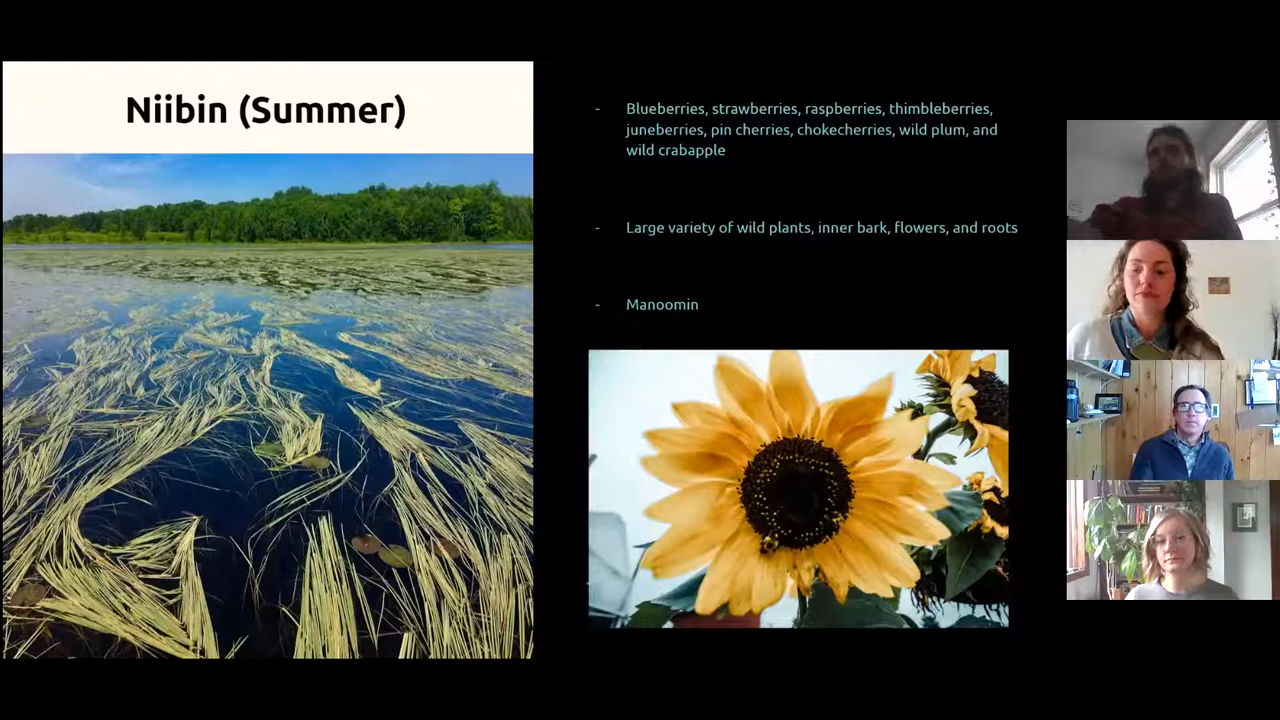 Niibin (Summer)
- Blueberries, strawberries, raspberries, thimbleberries,
juneberries, pin cherries, chokecherries, wild plum, and
wild crabapple
- Large variety of wild plants, inner bark, flowers, and roots
- Manoomin